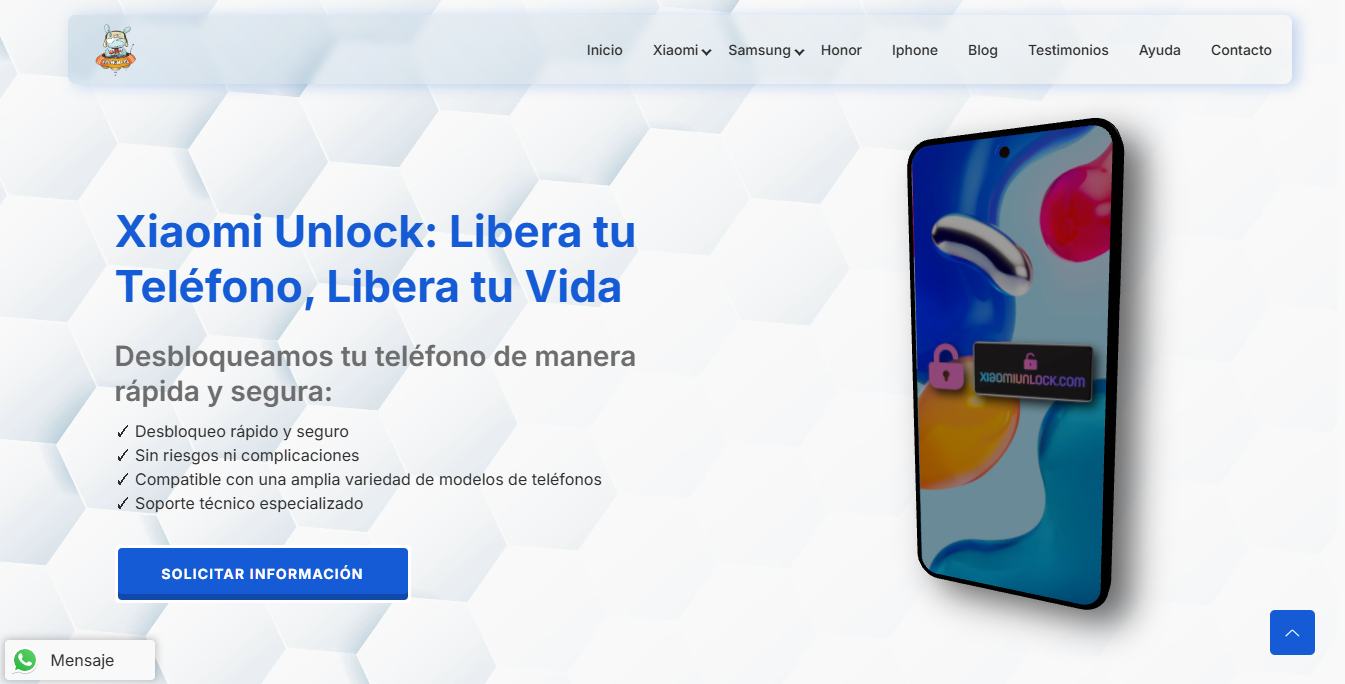 Inicio Xiaomi Samsung Honor Iphone Blog Testimonios Ayuda Contacto
Xiaomi Unlock: Libera tu
Teléfono, Libera tu Vida
Desbloqueamos tu teléfono de manera
rápida y segura:
✓ Desbloqueo rápido y seguro
✓ Sin riesgos ni complicaciones
✓ Compatible con una amplia variedad de modelos de teléfonos
✓ Soporte técnico especializado
SOLICITAR INFORMACIÓN
XIAOMIUNLOCK.COM
Mensaje